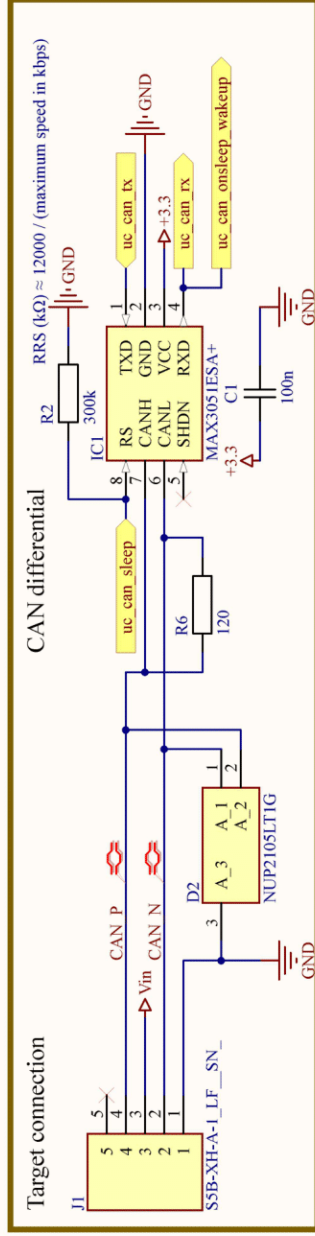 Target connection
CAN differential
RRS (kΩ) ≈ 12000 / (maximum speed in kbps)
J1
5
4
3
2
1
5
4
3
2
1
S5B-XH-A-1_LF__SN_
CAN P
Vin
CAN N
D2
3
A_3
A_1
A_2
1
2
NUP2105LT1G
GND
uc_can_sleep
R2
300k
GND
R6
120
IC1
8
7
6
5
RS
CANH
CANL
SHDN
TXD
GND
VCC
RXD
1
2
3
4
MAX3051ESA+
uc_can_tx
GND
+3.3
uc_can_rx
uc_can_onsleep_wakeup
+3.3
C1
100n
GND